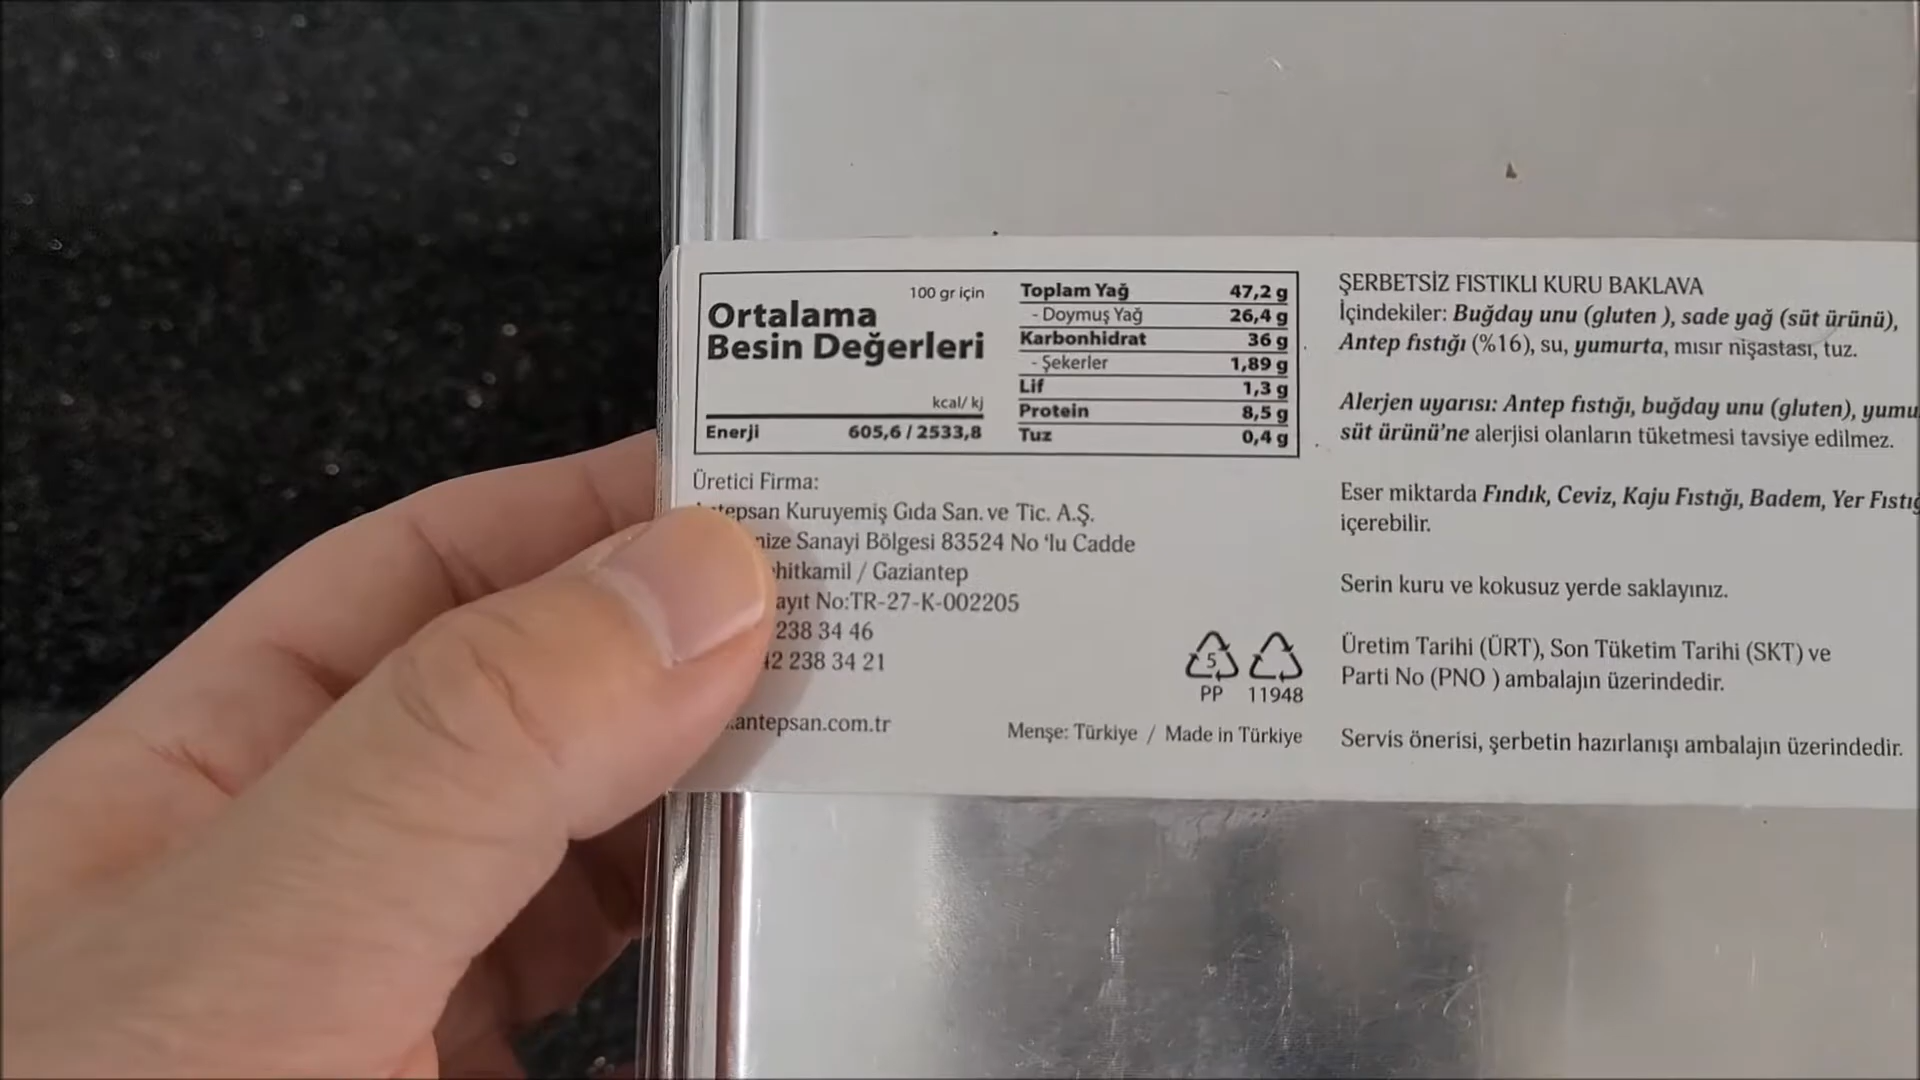 100 gr için
Ortalama
Besin Değerleri
kcal/ kj
Enerji 605,6 / 2533,8
Toplam Yağ 47,2 g
- Doymuş Yağ 26,4 g
Karbonhidrat 36 g
- Şekerler 1,89 g
Lif 1,3 g
Protein 8,5 g
Tuz 0,4 g
Üretici Firma:
Kuruyemiş Gıda San. ve Tic. A.Ş.
Sanayi Bölgesi 83524 No ‘lu Cadde
/ Gaziantep
No:TR-27-K-002205
238 34 46
238 34 21
.antepsan.com.tr
5
PP 11948
Menşe: Türkiye / Made in Türkiye
ŞERBETSİZ FISTIKLI KURU BAKLAVA
İçindekiler: Buğday unu (gluten ), sade yağ (süt ürünü),
Antep fıstığı (%16), su, yumurta, mısır nişastası, tuz.
Alerjen uyarısı: Antep fıstığı, buğday unu (gluten),
süt ürünü’ne alerjisi olanların tüketmesi tavsiye edilmez.
Eser miktarda Fındık, Ceviz, Kaju Fıstığı, Badem, Yer
içerebilir.
Serin kuru ve kokusuz yerde saklayınız.
Üretim Tarihi (ÜRT), Son Tüketim Tarihi (SKT) ve
Parti No (PNO ) ambalajın üzerindedir.
Servis önerisi, şerbetin hazırlanışı ambalajın üzerindedir.